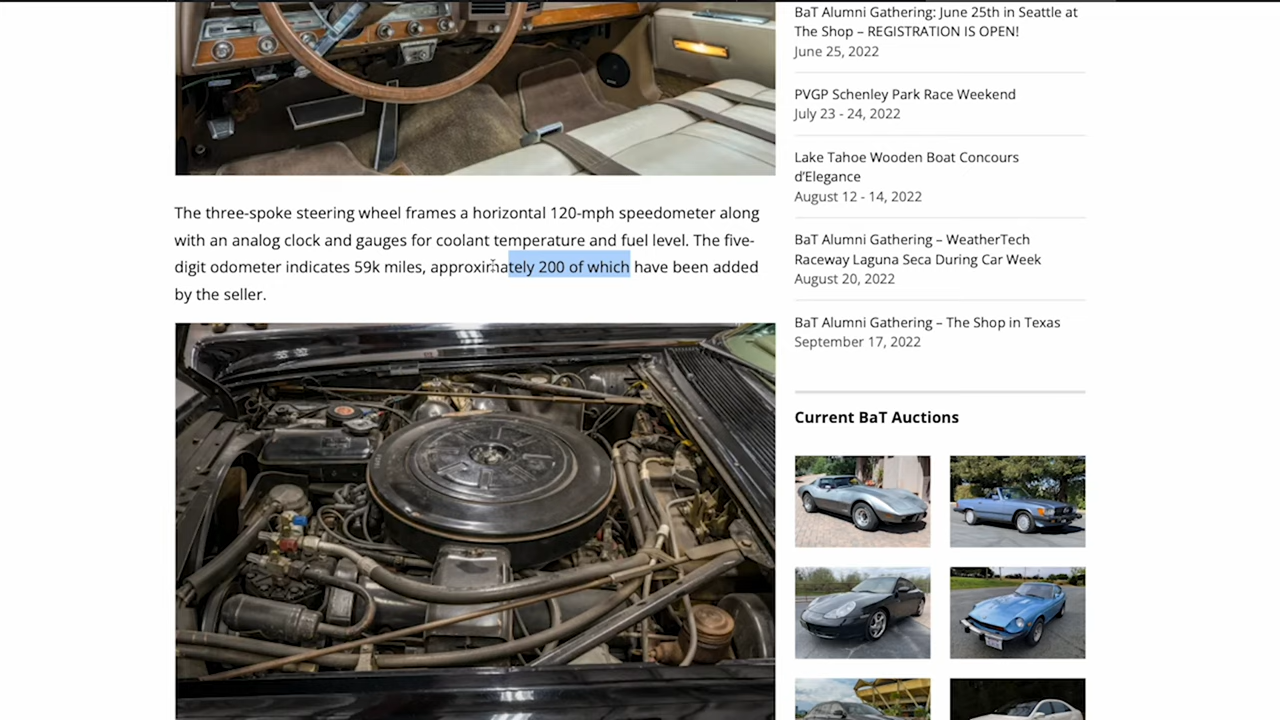 The three-spoke steering wheel frames a horizontal 120-mph speedometer along
with an analog clock and gauges for coolant temperature and fuel level. The five-
digit odometer indicates 59k miles, approximately 200 of which have been added
by the seller.
BaT Alumni Gathering: June 25th in Seattle at
The Shop – REGISTRATION IS OPEN!
June 25, 2022
PVGP Schenley Park Race Weekend
July 23 - 24, 2022
Lake Tahoe Wooden Boat Concours
d’Elegance
August 12 - 14, 2022
BaT Alumni Gathering – WeatherTech
Raceway Laguna Seca During Car Week
August 20, 2022
BaT Alumni Gathering – The Shop in Texas
September 17, 2022
Current BaT Auctions